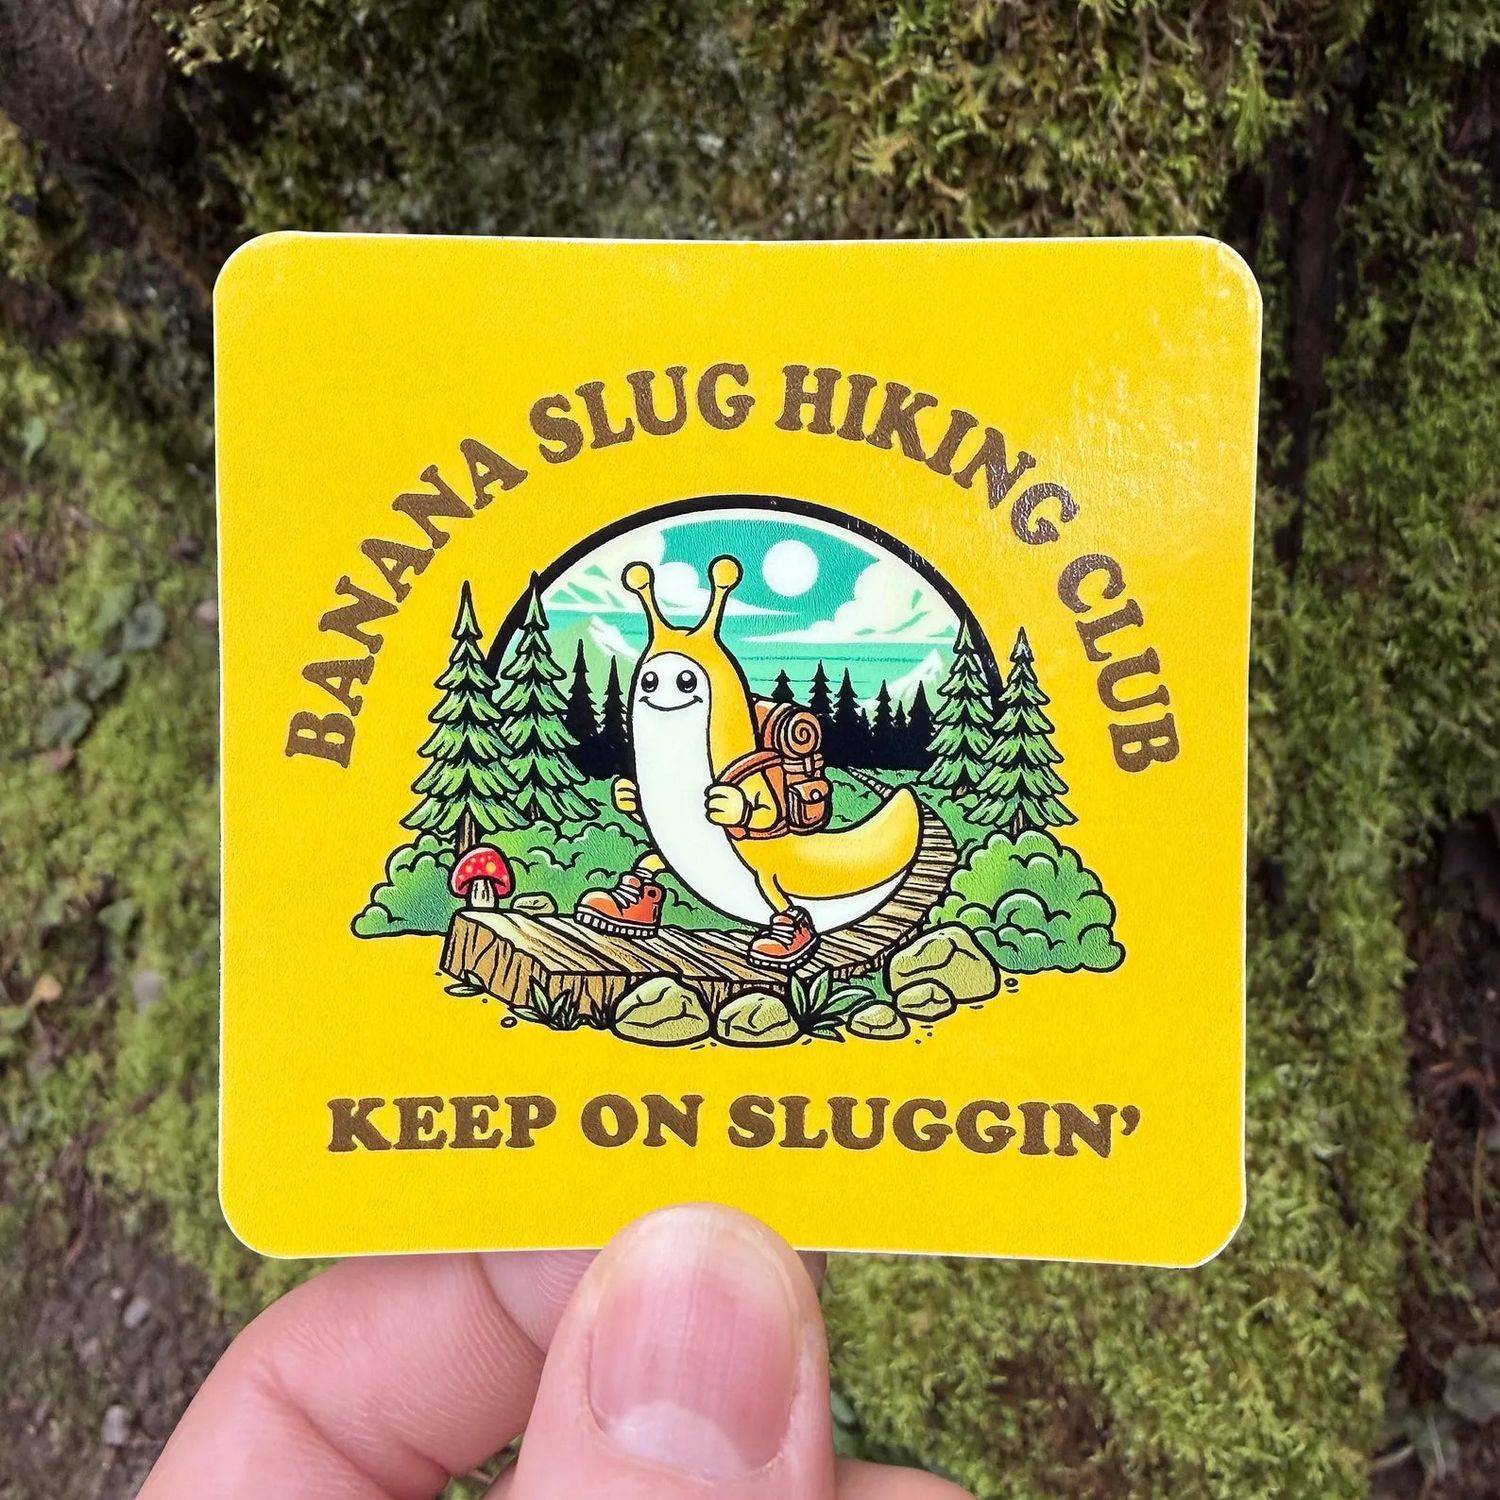 BANANA SLUG HIKING CLUB
KEEP ON SLUGGIN'